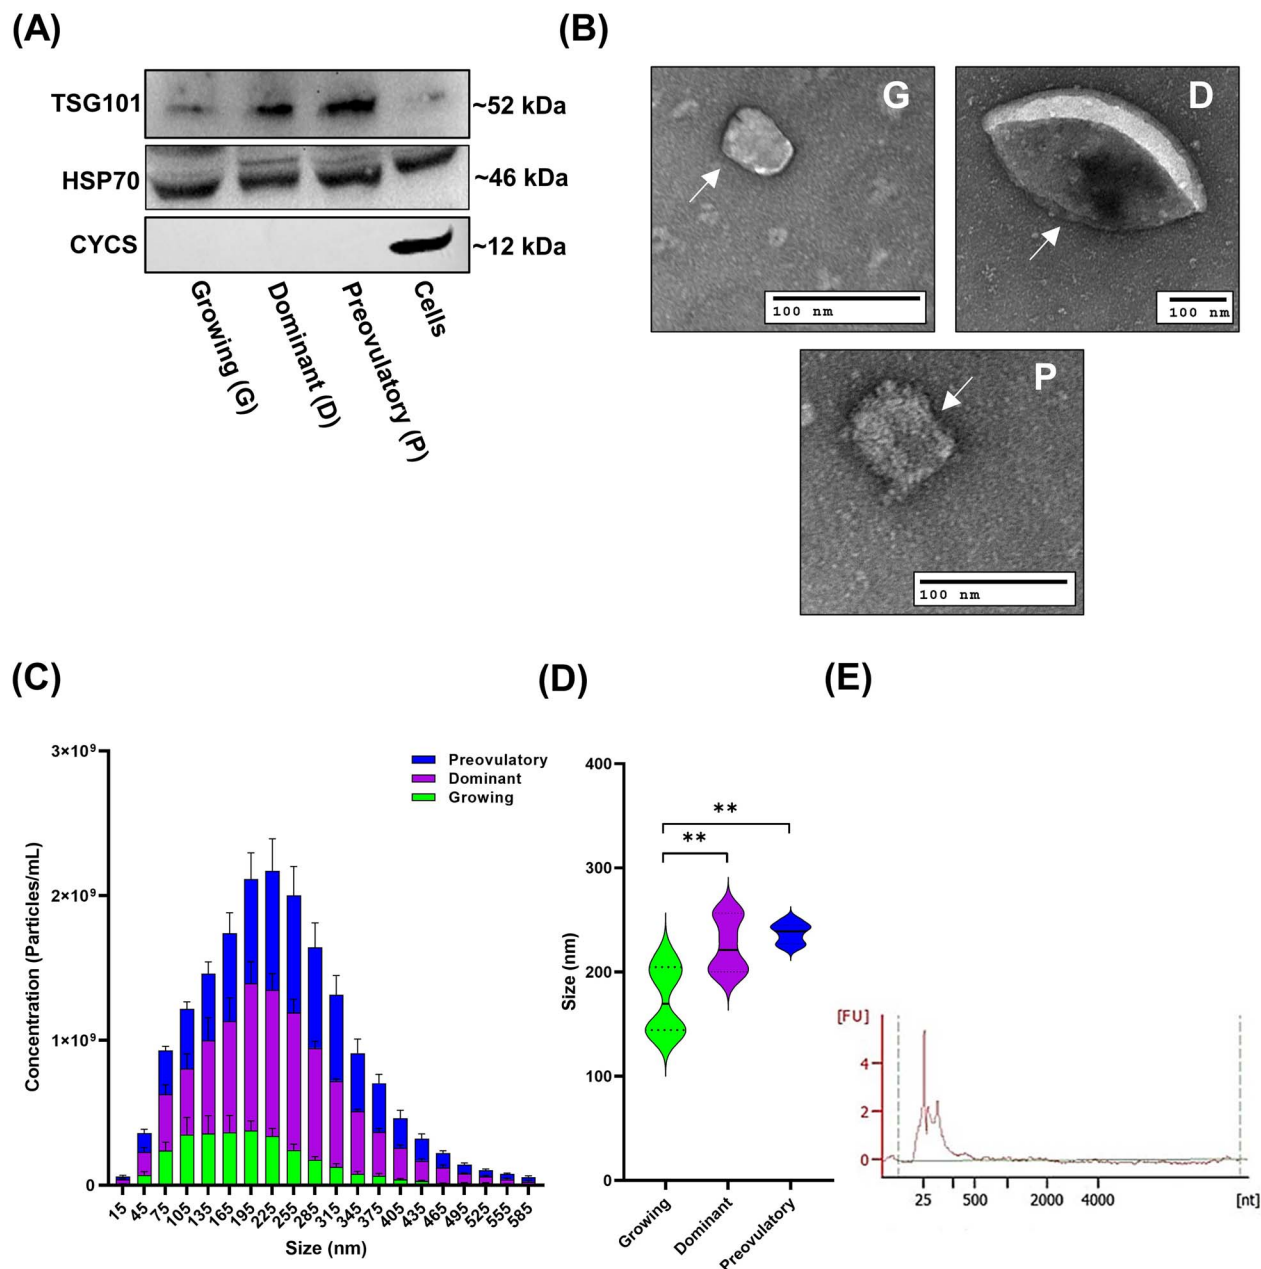 (A)
TSG101
~52 kDa
HSP70
~46 kDa
CYCS
~12 kDa
Growing (G)
Dominant (D)
Preovulatory (P)
Cells
(B)
G
100 nm
D
100 nm
P
100 nm
(C)
3×10⁹
2×10⁹
1×10⁹
0
Concentration (Particles/mL)
Preovulatory
Dominant
Growing
15 45 75 105 135 165 195 225 255 285 315 345 375 405 435 465 495 525 555 585
Size (nm)
(D)
400
300
200
100
0
Size (nm)
**
**
Growing
Dominant
Preovulatory
(E)
[FU]
4
2
0
25 500 2000 4000 [nt]